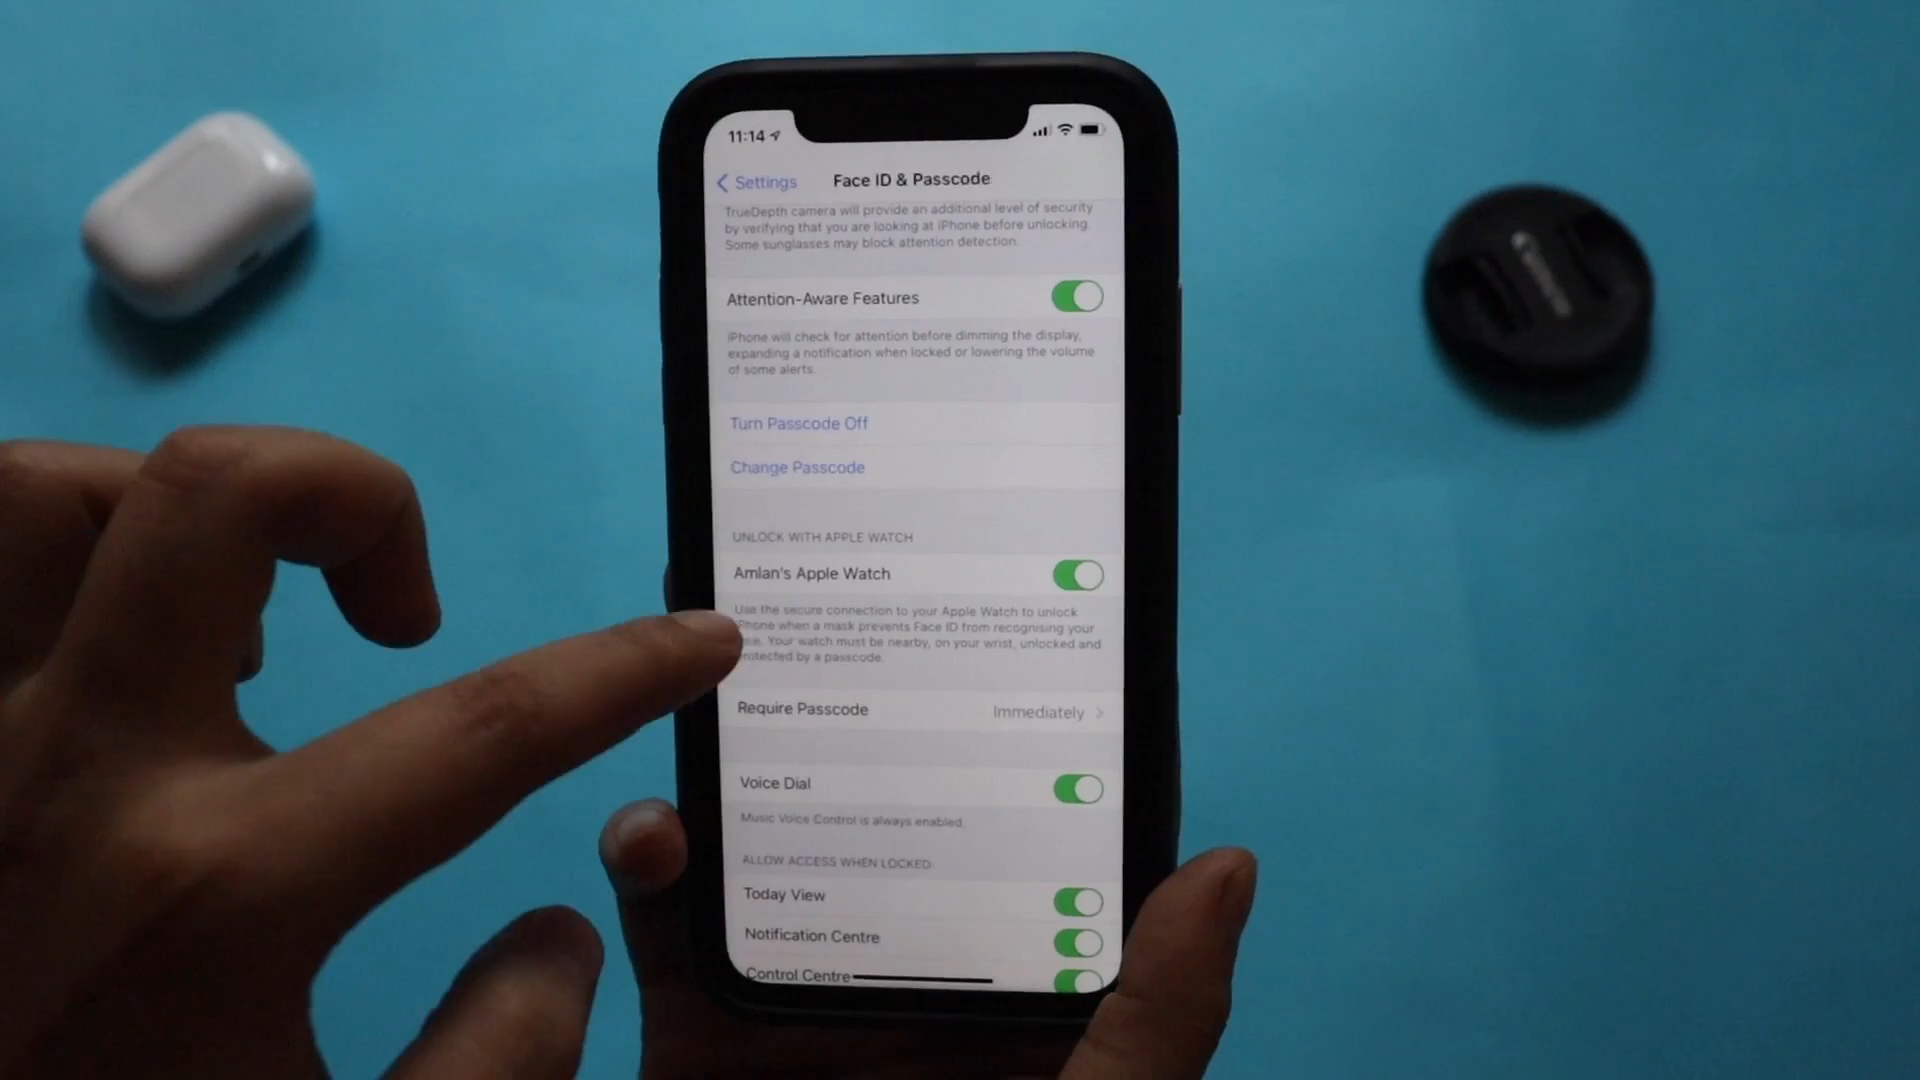 11:14
Settings
Face ID & Passcode
TrueDepth camera will provide an additional level of security
by verifying that you are looking at iPhone before unlocking.
Some sunglasses may block attention detection.
Attention-Aware Features
iPhone will check for attention before dimming the display,
expanding a notification when locked or lowering the volume
of some alerts.
Turn Passcode Off
Change Passcode
UNLOCK WITH APPLE WATCH
Amlan's Apple Watch
Use the secure connection to your Apple Watch to unlock
Phone when a mask prevents Face ID from recognising your
Your watch must be nearby, on your wrist, unlocked and
rotected by a passcode.
Require Passcode
Immediately
Voice Dial
Music Voice Control is always enabled.
ALLOW ACCESS WHEN LOCKED:
Today View
Notification Centre
Control Centre